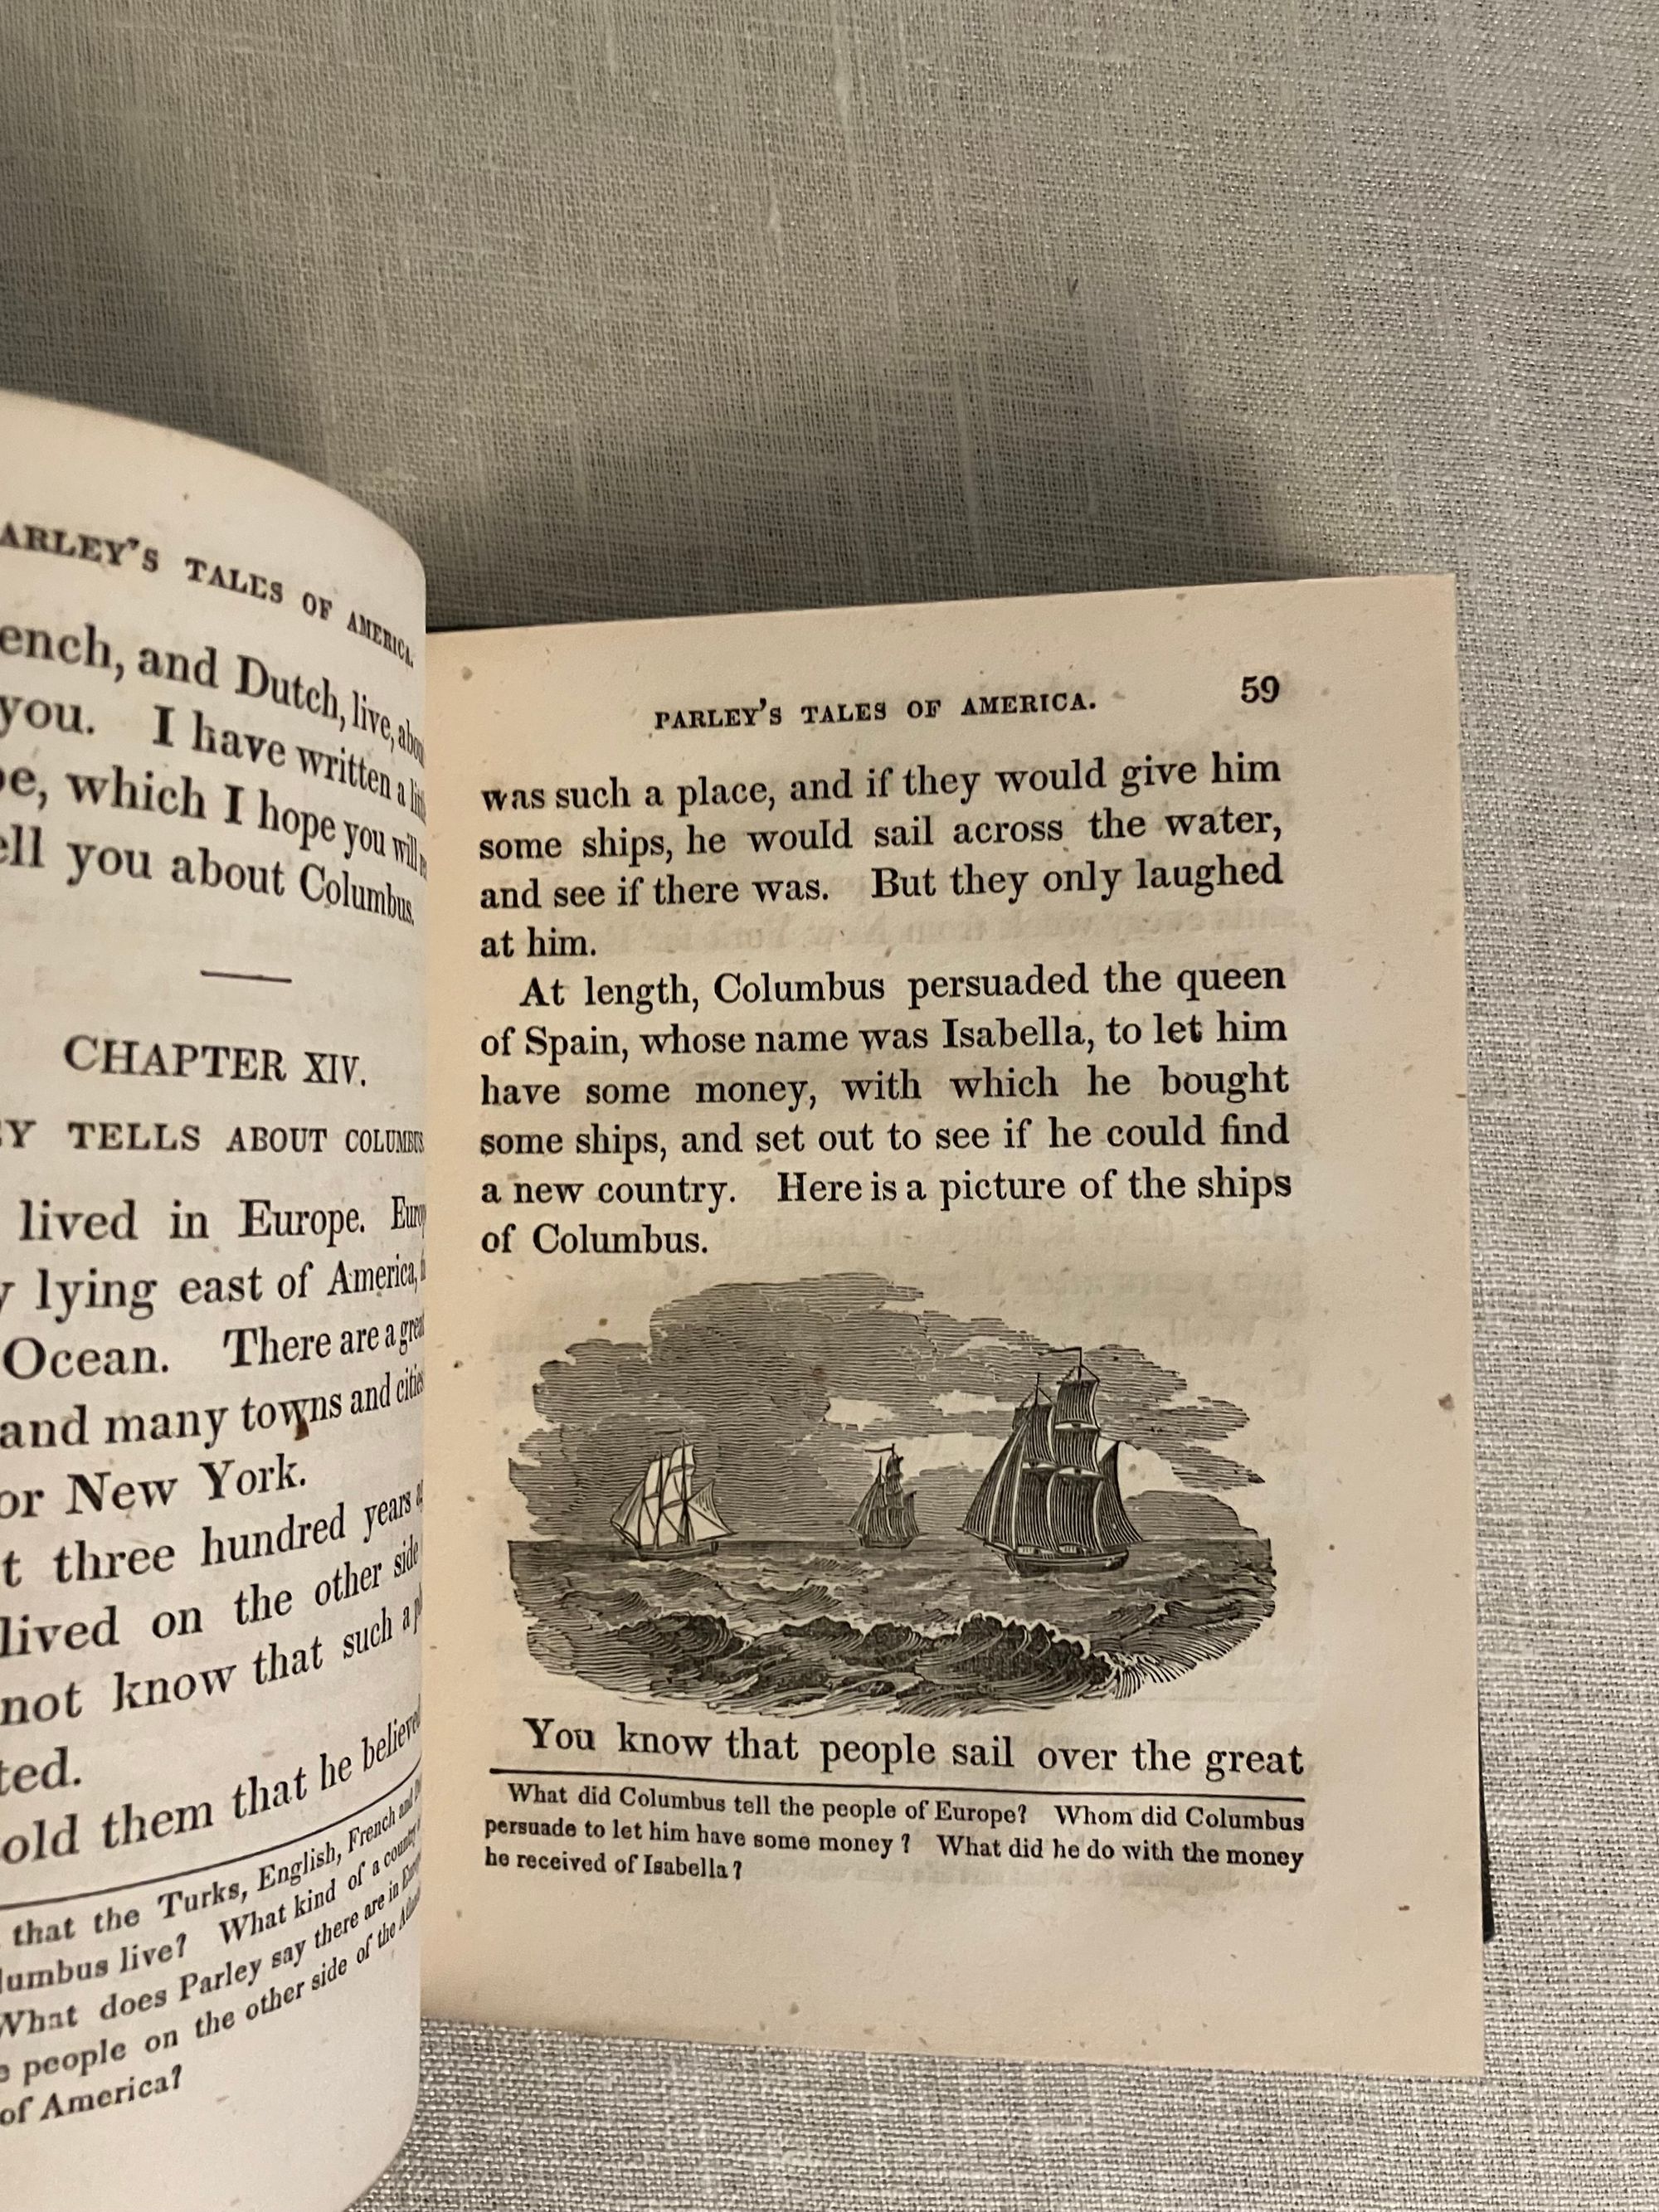 TALES OF AMERICA.
and Dutch, live,
you. I have written a
which I hope you will
you about Columbus.
CHAPTER XIV.
TELLS ABOUT COLUMBUS
lived in Europe.
lying east of America,
Ocean. There are a
and many towns and cities
New York.
three hundred years
lived on the other side
not know that such a
them that he believed
that the Turks, English, French and
live? What kind of a country
What does Parley say there are in
people on the other side of the
of America?
PARLEY'S TALES OF AMERICA. 59
was such a place, and if they would give him
some ships, he would sail across the water,
and see if there was. But they only laughed
at him.
At length, Columbus persuaded the queen
of Spain, whose name was Isabella, to let him
have some money, with which he bought
some ships, and set out to see if he could find
a new country. Here is a picture of the ships
of Columbus.
You know that people sail over the great
What did Columbus tell the people of Europe? Whom did Columbus
persuade to let him have some money? What did he do with the money
he received of Isabella?